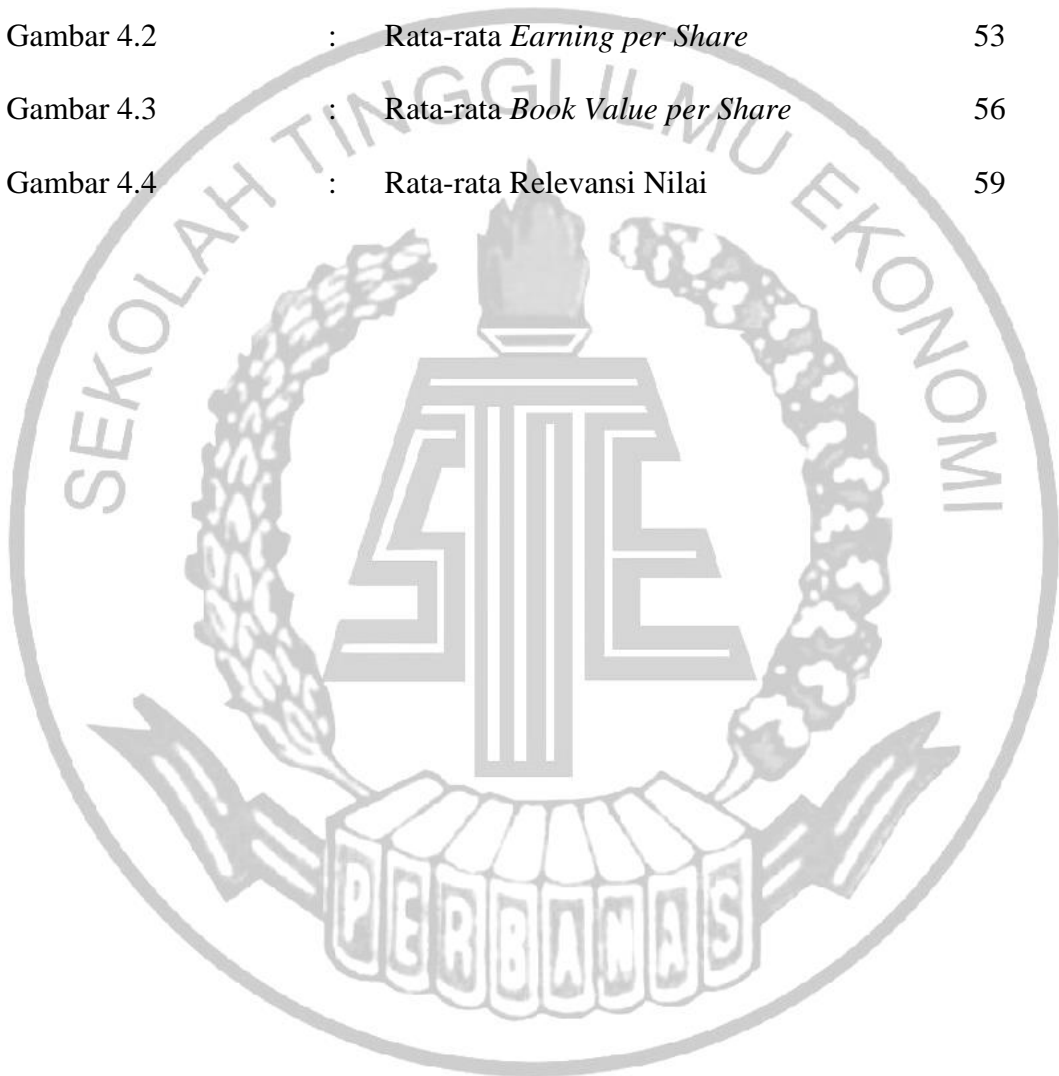 Gambar 4.2 : Rata-rata Earning per Share 53
Gambar 4.3 : Rata-rata Book Value per Share 56
Gambar 4.4 : Rata-rata Relevansi Nilai 59
SEKOLAH TINGGI ILMU EKONOMI
STIE
PERBANAS